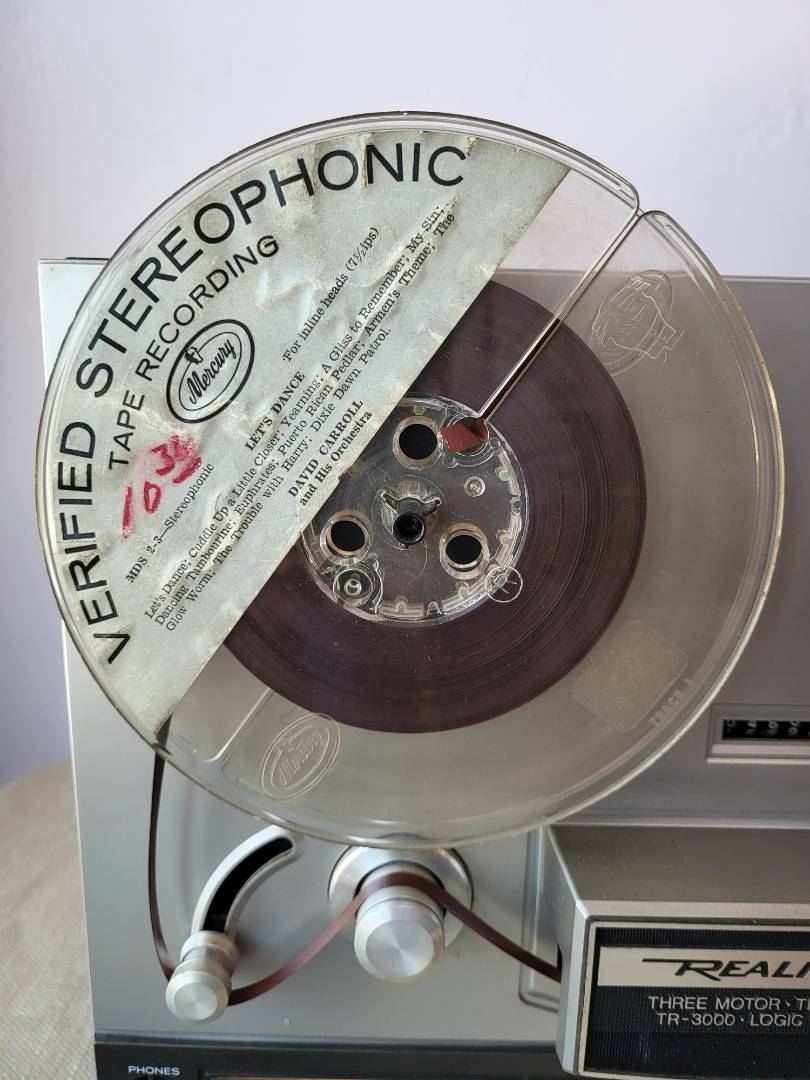 VERIFIED STEREOPHONIC
TAPE RECORDING
Mercury
103
MDS 2-3—Stereophonic
LET'S DANCE
For inline heads (7½ips)
Let's Dance; Cuddle Up a Little Closer; Yearning; A Gliss to Remember; My Sin;
Dancing Tambourine; Euphrates; Puerto Rican Pedlar; Armen's Theme; The
Glow Worm; The Trouble with Harry; Dixie Dawn Patrol.
DAVID CARROLL
and His Orchestra
Mercury
TRACK 1
REALI
THREE MOTOR · T
TR-3000 · LOGIC
PHONES